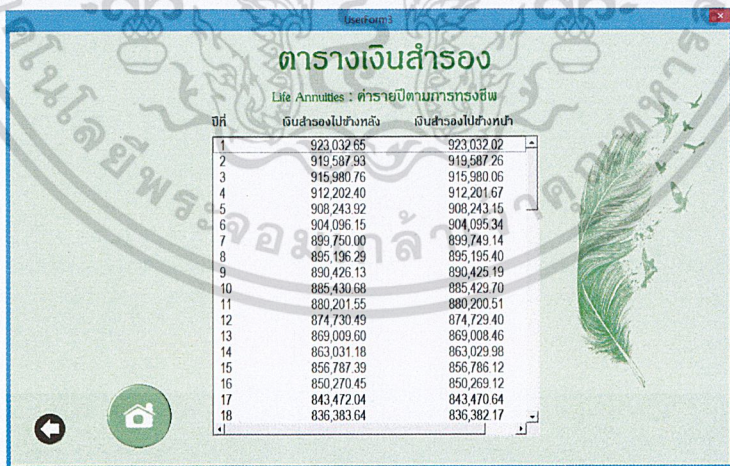 UserForm3
ตารางเงินสำรอง
Life Annuities : ค่ารายปีตามการทรงชีพ
ปีที่ เงินสำรองไปข้างหลัง เงินสำรองไปข้างหน้า
1 923,032.65 923,032.02
2 919,587.93 919,587.26
3 915,980.76 915,980.06
4 912,202.40 912,201.67
5 908,243.92 908,243.15
6 904,096.15 904,095.34
7 899,750.00 899,749.14
8 895,196.29 895,195.40
9 890,426.13 890,425.19
10 885,430.68 885,429.70
11 880,201.55 880,200.51
12 874,730.49 874,729.40
13 869,009.60 869,008.46
14 863,031.18 863,029.98
15 856,787.39 856,786.12
16 850,270.45 850,269.12
17 843,472.04 843,470.64
18 836,383.64 836,382.17